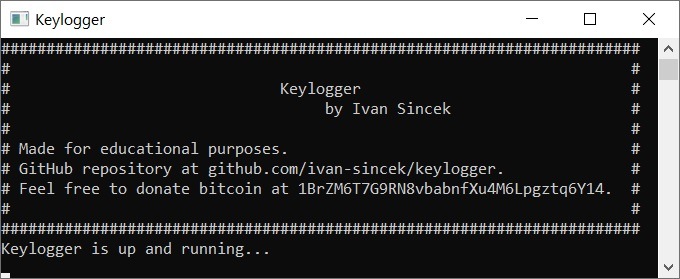 Keylogger
######################################################################
# #
# Keylogger #
# by Ivan Sincek #
# #
# Made for educational purposes. #
# GitHub repository at github.com/ivan-sincek/keylogger. #
# Feel free to donate bitcoin at 1BrZM6T7G9RN8vbabnfXu4M6Lpgztq6Y14. #
# #
######################################################################
Keylogger is up and running...